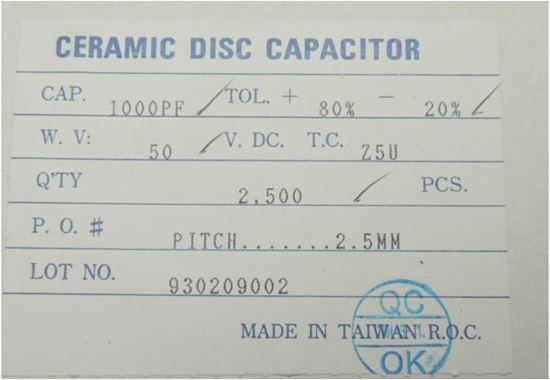 CERAMIC DISC CAPACITOR
CAP. 1000PF TOL. + 80% - 20%
W. V: 50 V. DC. T.C. Z5U
Q'TY 2,500 PCS.
P. O. # PITCH.......2.5MM
LOT NO. 930209002
QC
MADE IN TAIWAN R.O.C.
OK